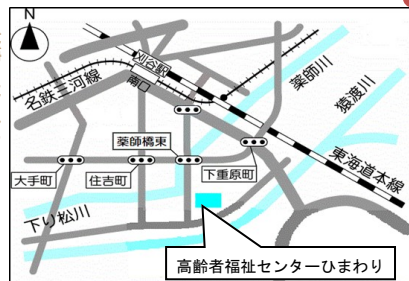 N
刈谷駅
南口
名鉄三河線
薬師川
猿渡川
薬師橋東
大手町
住吉町
下重原町
東海道本線
下り松川
高齢者福祉センターひまわり